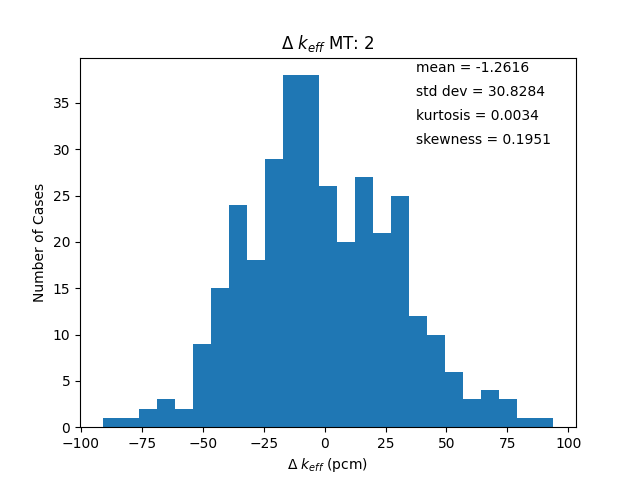 Δ k_eff MT: 2
mean = -1.2616
std dev = 30.8284
kurtosis = 0.0034
skewness = 0.1951
Number of Cases
35
30
25
20
15
10
5
0
−100 −75 −50 −25 0 25 50 75 100
Δ k_eff (pcm)